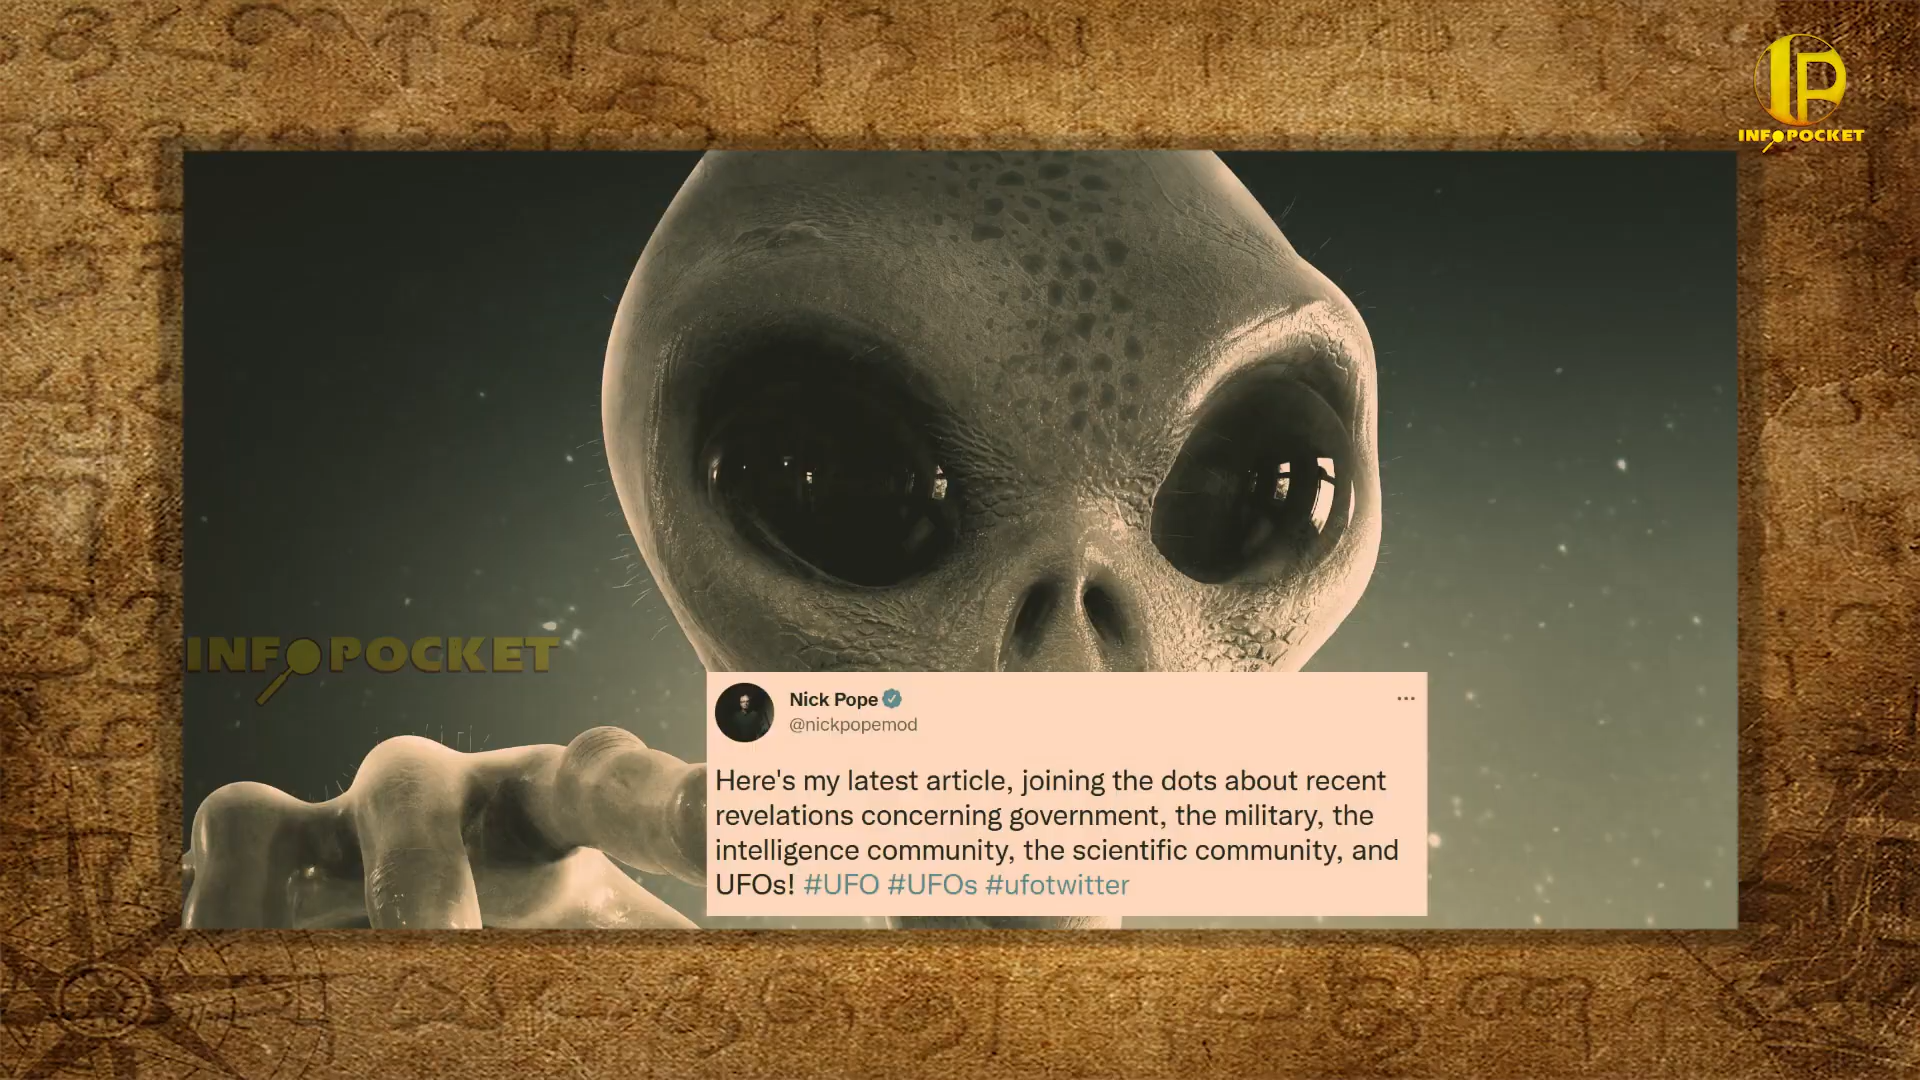 IP
INFOPOCKET
INFOPOCKET
Nick Pope
@nickpopemod
Here's my latest article, joining the dots about recent
revelations concerning government, the military, the
intelligence community, the scientific community, and
UFOs! #UFO #UFOs #ufotwitter